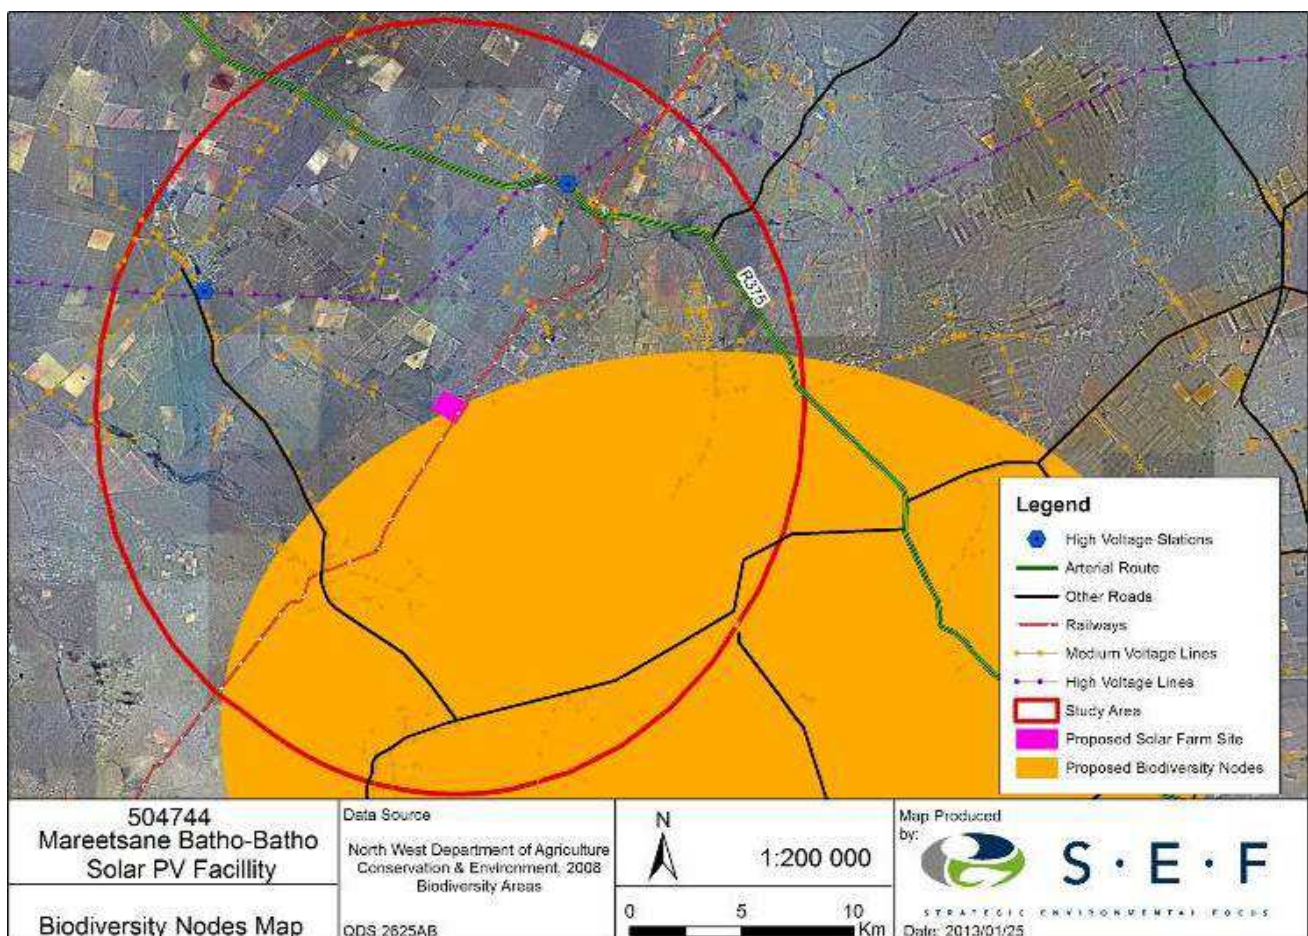 R375
Legend
High Voltage Stations
Arterial Route
Other Roads
Railways
Medium Voltage Lines
High Voltage Lines
Study Area
Proposed Solar Farm Site
Proposed Biodiversity Nodes
504744
Mareetsane Batho-Batho
Solar PV Facillity
Biodiversity Nodes Map
Data Source
North West Department of Agriculture
Conservation & Environment, 2008
Biodiversity Areas
QDS 2625AB
N
1:200 000
0 5 10
Km
Map Produced
by:
S·E·F
STRATEGIC ENVIRONMENTAL FOCUS
Date: 2013/01/25